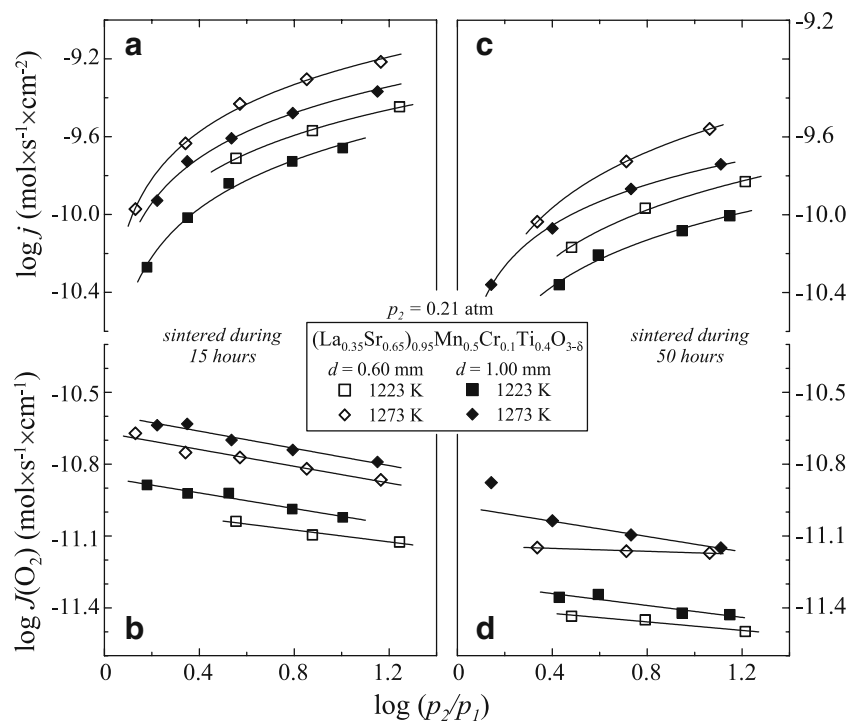 a
c
-9.2
-9.6
-10.0
-10.4
log j (mol×s⁻¹×cm⁻²)
-9.2
-9.6
-10.0
-10.4
p₂ = 0.21 atm
sintered during
15 hours
(La₀.₃₅Sr₀.₆₅)₀.₉₅Mn₀.₅Cr₀.₁Ti₀.₄O₃₋δ
d = 0.60 mm d = 1.00 mm
1223 K 1223 K
1273 K 1273 K
sintered during
50 hours
-10.5
-10.8
-11.1
-11.4
log J(O₂) (mol×s⁻¹×cm⁻¹)
-10.5
-10.8
-11.1
-11.4
b
d
0.0 0.4 0.8 1.2
0.0 0.4 0.8 1.2
log (p₂/p₁)